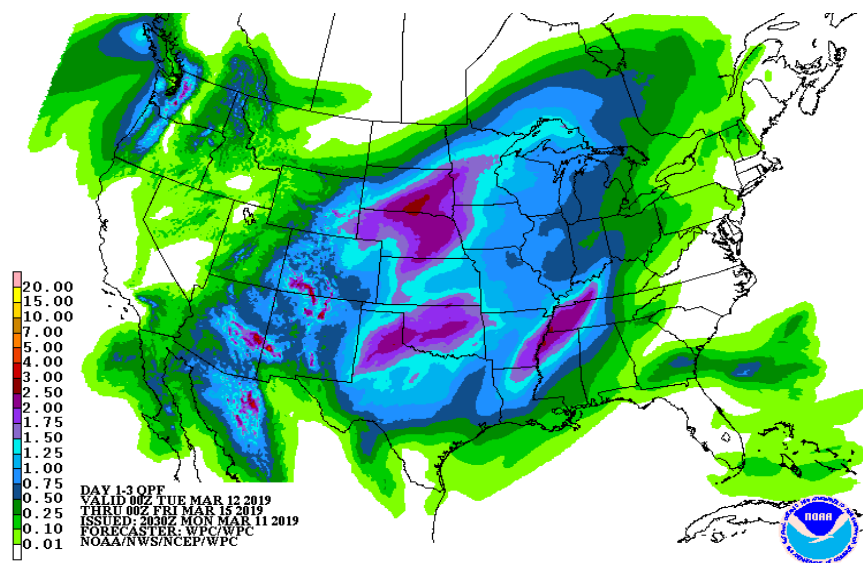 20.00
15.00
10.00
7.00
5.00
4.00
3.00
2.50
2.00
1.75
1.50
1.25
1.00
0.75
0.50
0.25
0.10
0.01
DAY 1-3 QPF
VALID 00Z TUE MAR 12 2019
THRU 00Z FRI MAR 15 2019
ISSUED: 2030Z MON MAR 11 2019
FORECASTER: WPC/WPC
NOAA/NWS/NCEP/WPC
NOAA